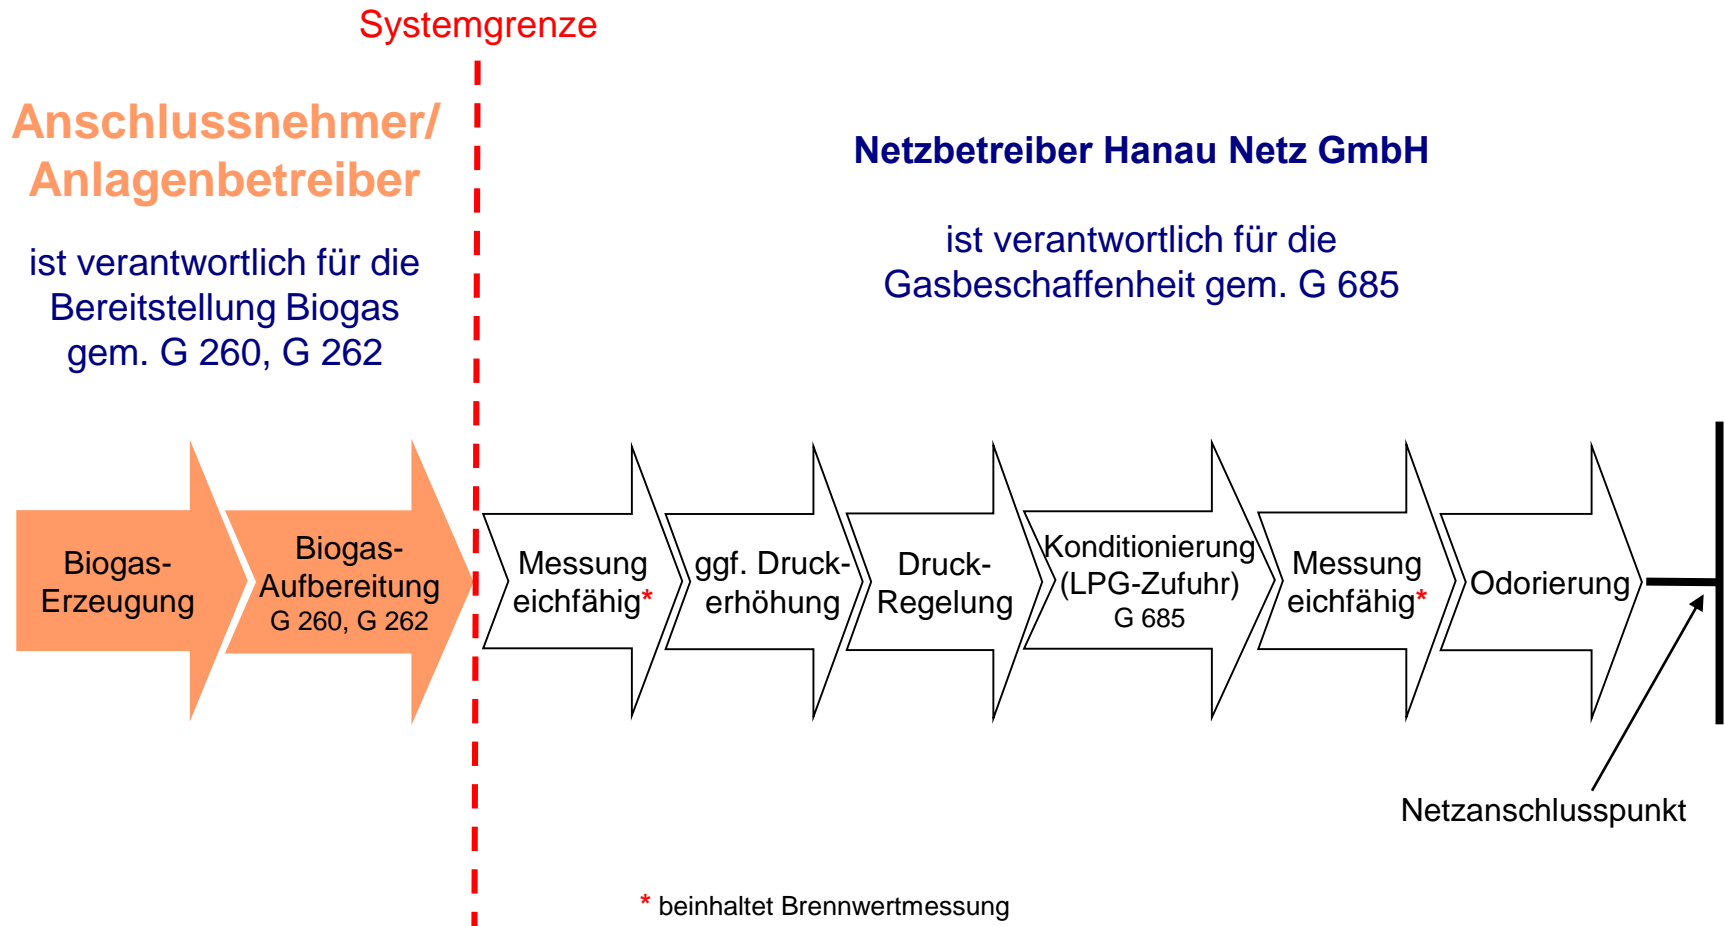 Systemgrenze
Anschlussnehmer/
Anlagenbetreiber
ist verantwortlich für die
Bereitstellung Biogas
gem. G 260, G 262
Netzbetreiber Hanau Netz GmbH
ist verantwortlich für die
Gasbeschaffenheit gem. G 685
Biogas-
Erzeugung
Biogas-
Aufbereitung
G 260, G 262
Messung
eichfähig*
ggf. Druck-
erhöhung
Druck-
Regelung
Konditionierung
(LPG-Zufuhr)
G 685
Messung
eichfähig*
Odorierung
Netzanschlusspunkt
* beinhaltet Brennwertmessung